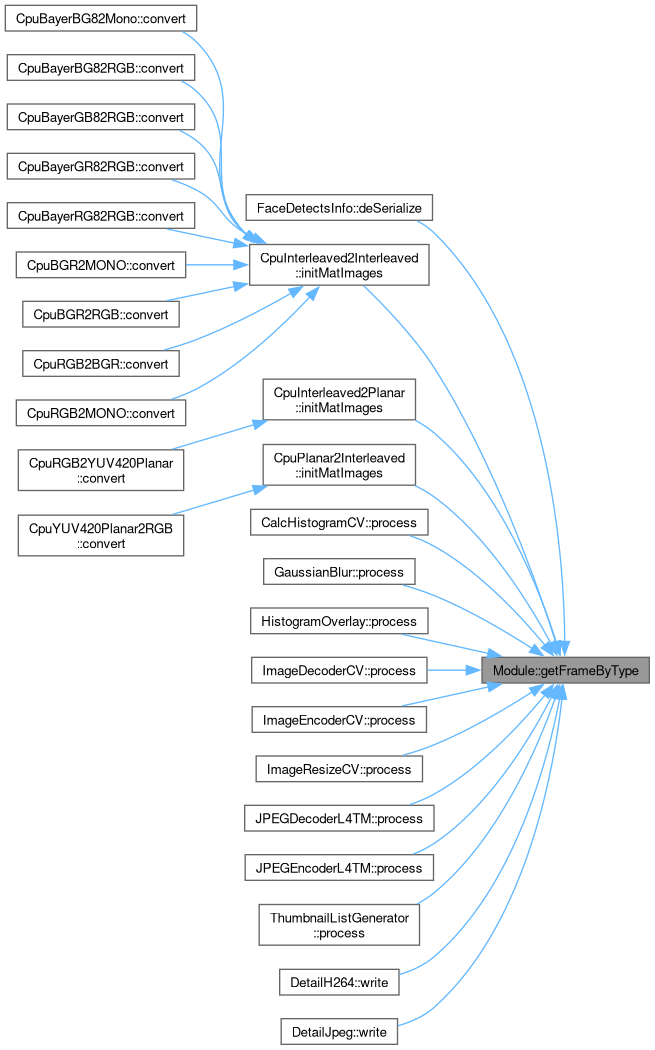 CpuBayerBG82Mono::convert
CpuBayerBG82RGB::convert
CpuBayerGB82RGB::convert
CpuBayerGR82RGB::convert
CpuBayerRG82RGB::convert
CpuBGR2MONO::convert
CpuBGR2RGB::convert
CpuRGB2BGR::convert
CpuRGB2MONO::convert
CpuRGB2YUV420Planar
::convert
CpuYUV420Planar2RGB
::convert
FaceDetectsInfo::deSerialize
CpuInterleaved2Interleaved
::initMatImages
CpuInterleaved2Planar
::initMatImages
CpuPlanar2Interleaved
::initMatImages
CalcHistogramCV::process
GaussianBlur::process
HistogramOverlay::process
ImageDecoderCV::process
ImageEncoderCV::process
ImageResizeCV::process
JPEGDecoderL4TM::process
JPEGEncoderL4TM::process
ThumbnailListGenerator
::process
DetailH264::write
DetailJpeg::write
Module::getFrameByType